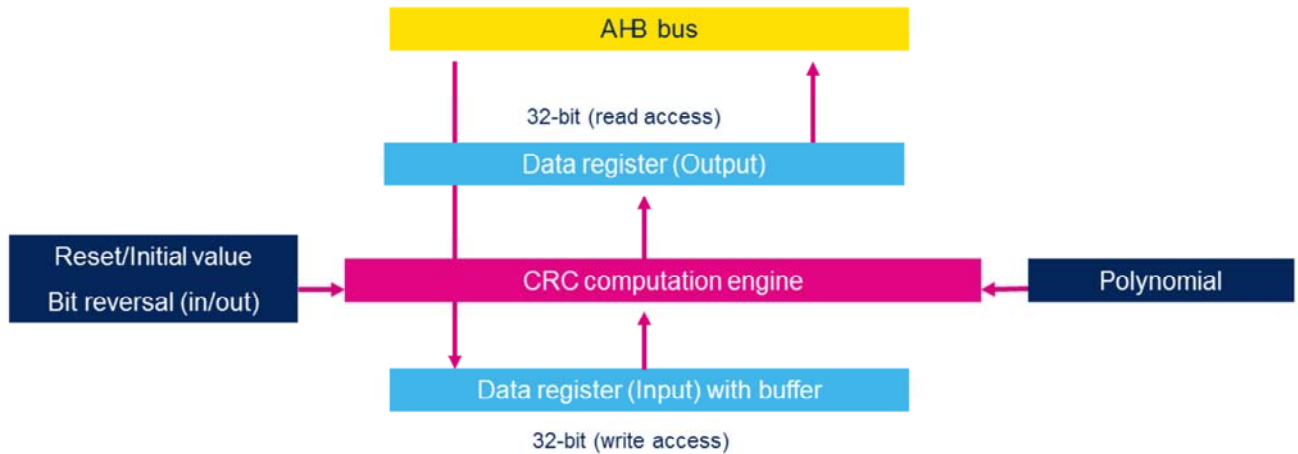 AHB bus
32-bit (read access)
Data register (Output)
Reset/Initial value
Bit reversal (in/out)
CRC computation engine
Polynomial
Data register (Input) with buffer
32-bit (write access)